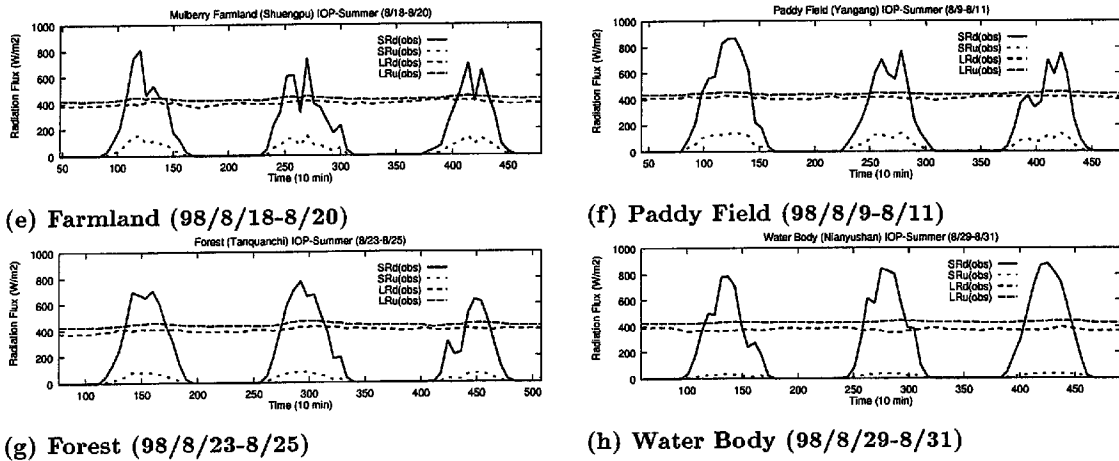 Mulberry Farmland (Shuengpu) IOP-Summer (8/18-8/20)
Radiation Flux (W/m2)
1000
800
600
400
200
0
SRd(obs)
SRu(obs)
LRd(obs)
LRu(obs)
50 100 150 200 250 300 350 400 450
Time (10 min)
(e) Farmland (98/8/18-8/20)
Paddy Field (Yangang) IOP-Summer (8/9-8/11)
Radiation Flux (W/m2)
1000
800
600
400
200
0
SRd(obs)
SRu(obs)
LRd(obs)
LRu(obs)
50 100 150 200 250 300 350 400 450
Time (10 min)
(f) Paddy Field (98/8/9-8/11)
Forest (Tanquanchi) IOP-Summer (8/23-8/25)
Radiation Flux (W/m2)
1000
800
600
400
200
0
SRd(obs)
SRu(obs)
LRd(obs)
LRu(obs)
100 150 200 250 300 350 400 450 500
Time (10 min)
(g) Forest (98/8/23-8/25)
Water Body (Nianyushan) IOP-Summer (8/29-8/31)
Radiation Flux (W/m2)
1000
800
600
400
200
0
SRd(obs)
SRu(obs)
LRd(obs)
LRu(obs)
100 150 200 250 300 350 400 450
Time (10 min)
(h) Water Body (98/8/29-8/31)